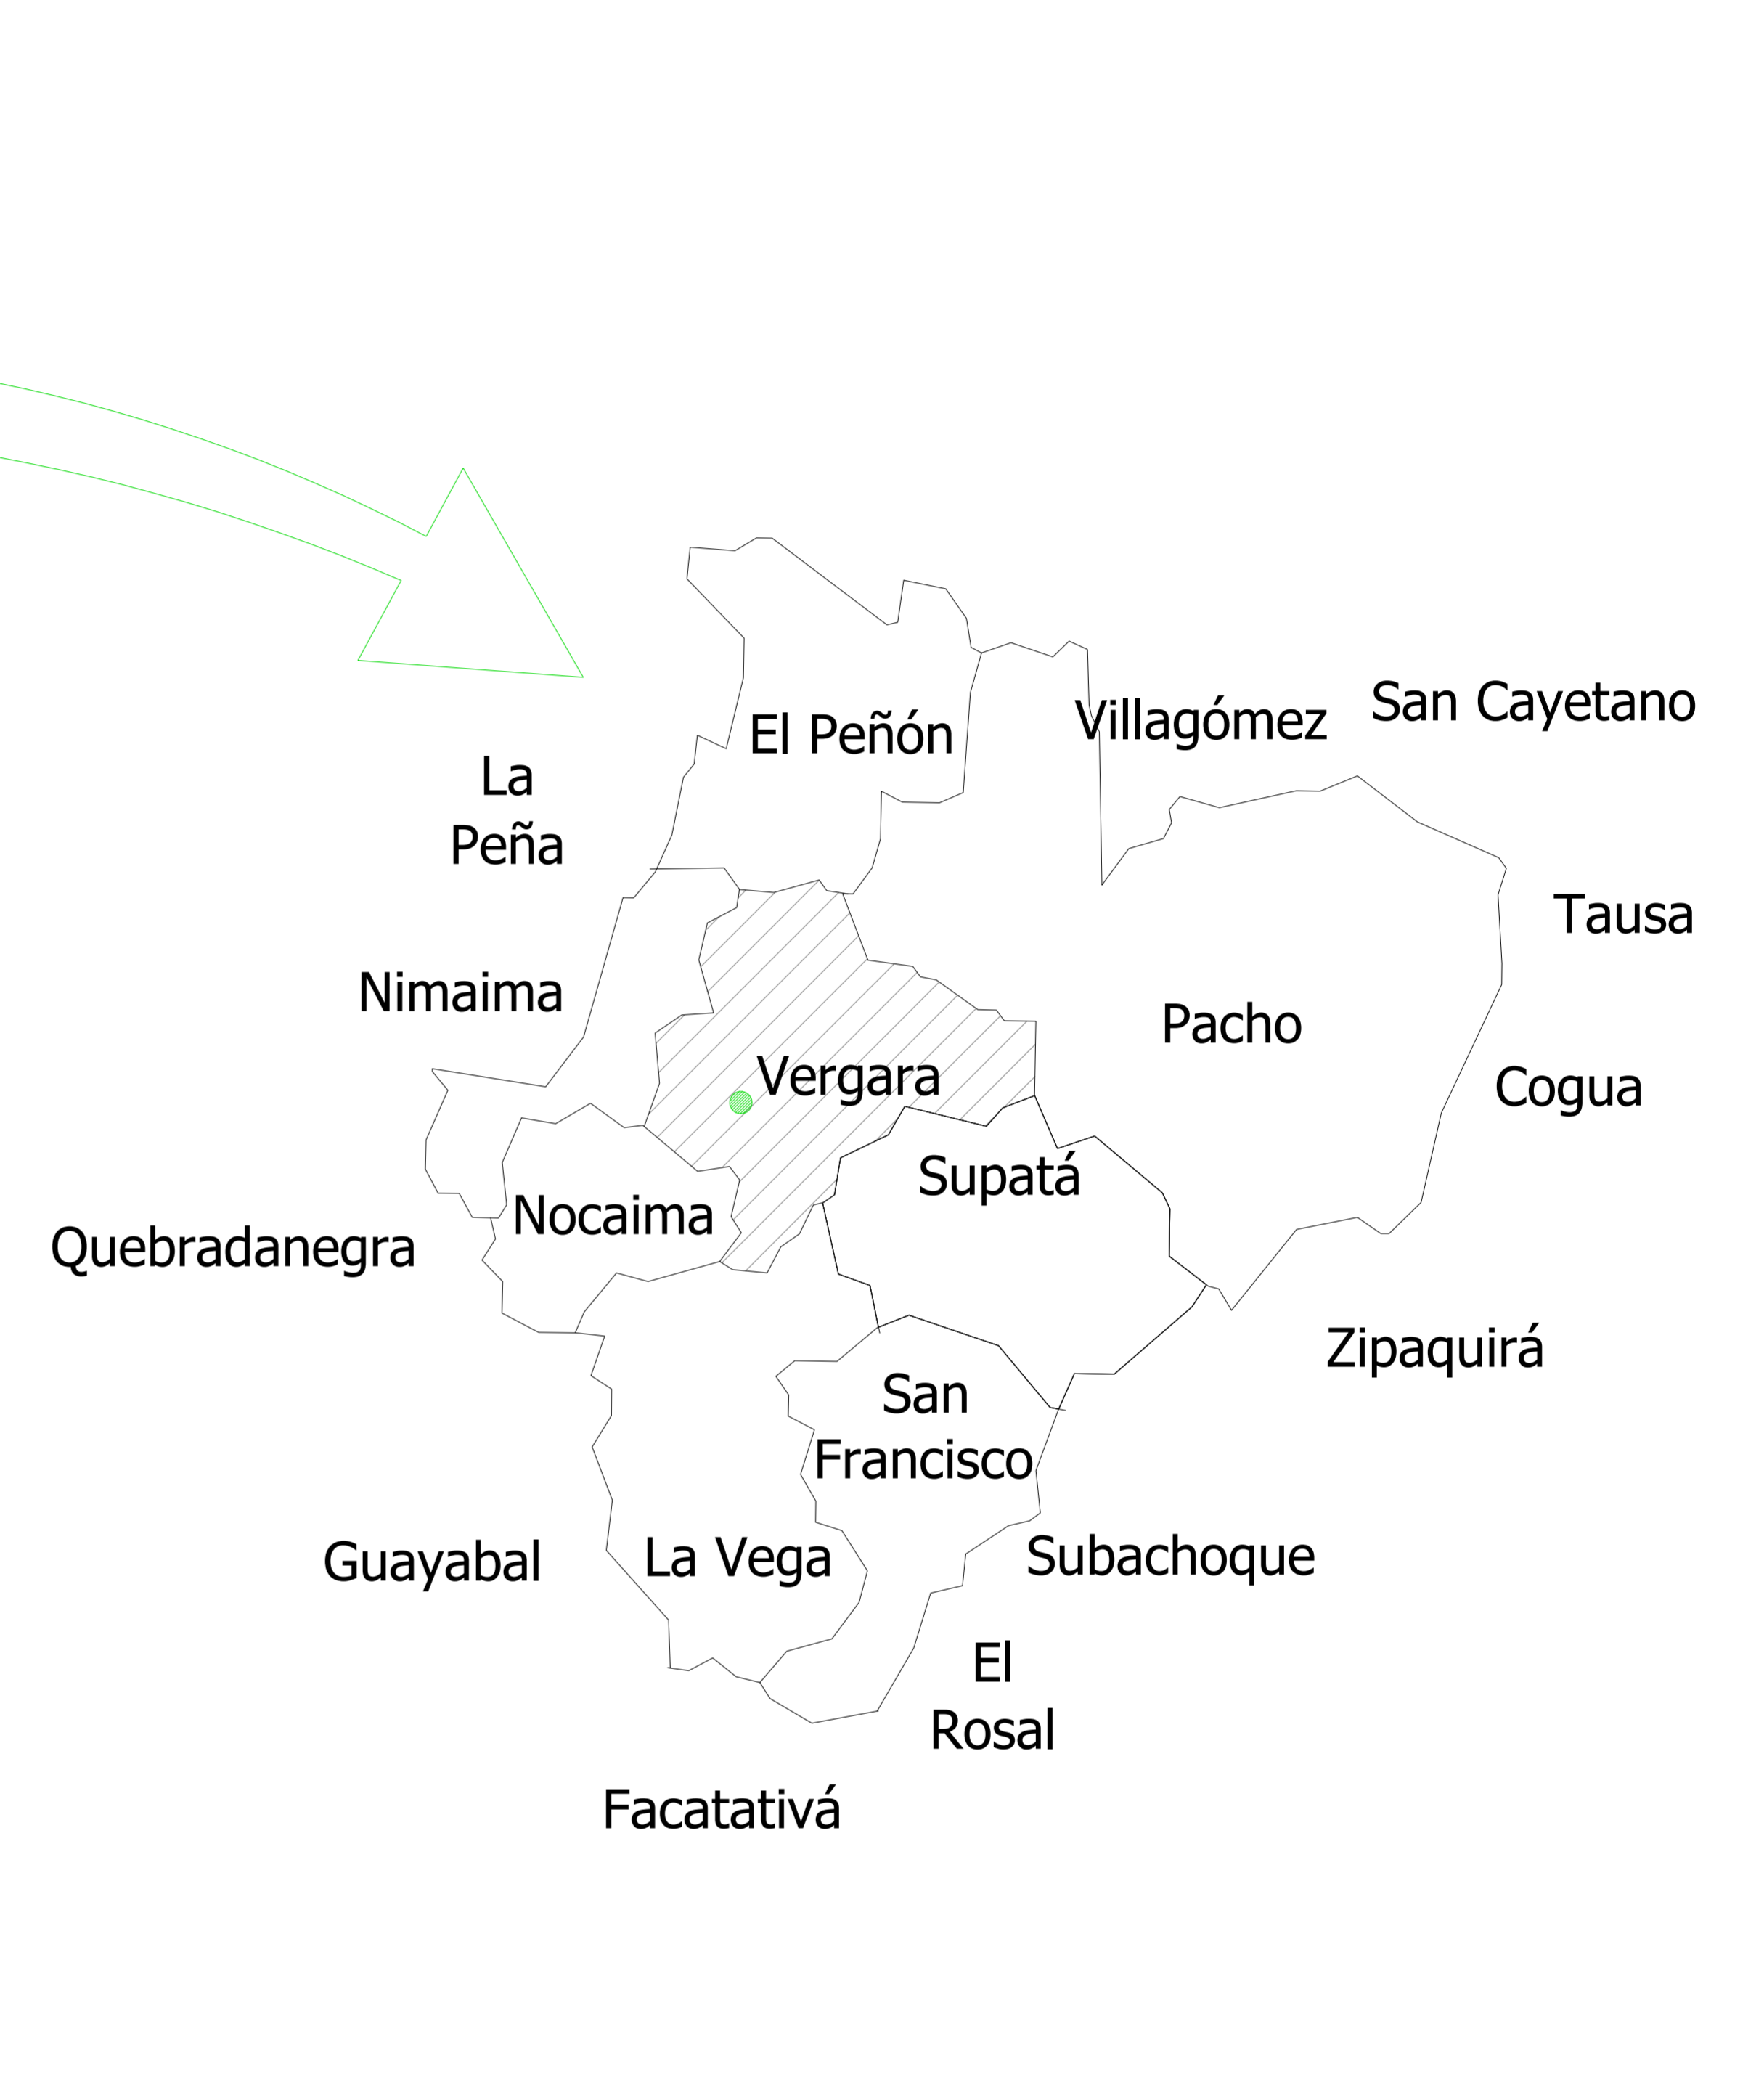 San Cayetano
Villagómez
El Peñón
La
Peña
Tausa
Nimaima
Pacho
Vergara
Cogua
Supatá
Nocaima
Quebradanegra
Zipaquirá
San
Francisco
La Vega
Guayabal
Subachoque
El
Rosal
Facatativá